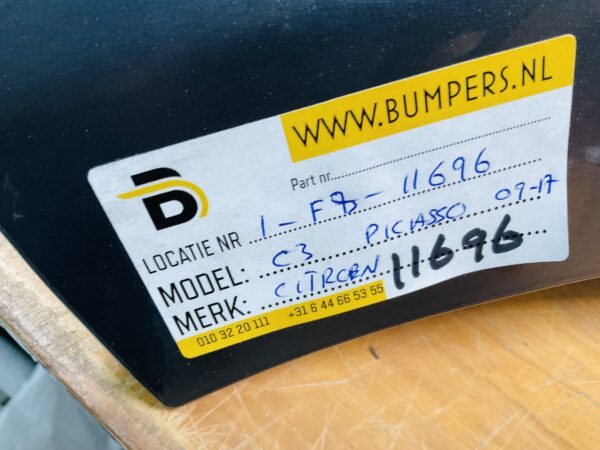 WWW.BUMPERS.NL
B
Part nr.
LOCATIE NR 1-F8-11696
MODEL: C3 PICASSO 09-17
MERK: CITROEN 11696
010 32 20 111 +31 6 44 66 53 55